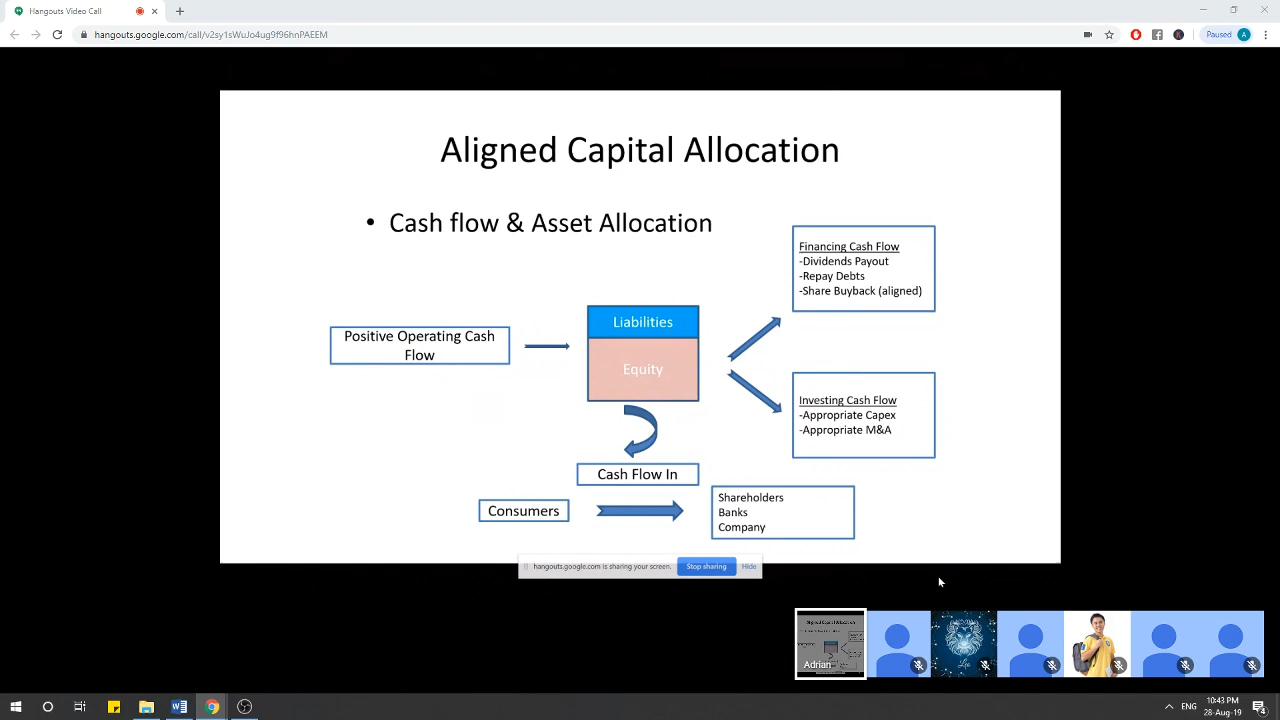 Hangouts Video Call
hangouts.google.com/call/v2sy1sWuJo4ug9f96hnPAEEM
Paused
A
Aligned Capital Allocation
• Cash flow & Asset Allocation
Financing Cash Flow
-Dividends Payout
-Repay Debts
-Share Buyback (aligned)
Liabilities
Positive Operating Cash
Flow
Equity
Investing Cash Flow
-Appropriate Capex
-Appropriate M&A
Cash Flow In
Consumers
Shareholders
Banks
Company
hangouts.google.com is sharing your screen.
Stop sharing
Hide
Adrian
ENG
10:43 PM
28-Aug-19